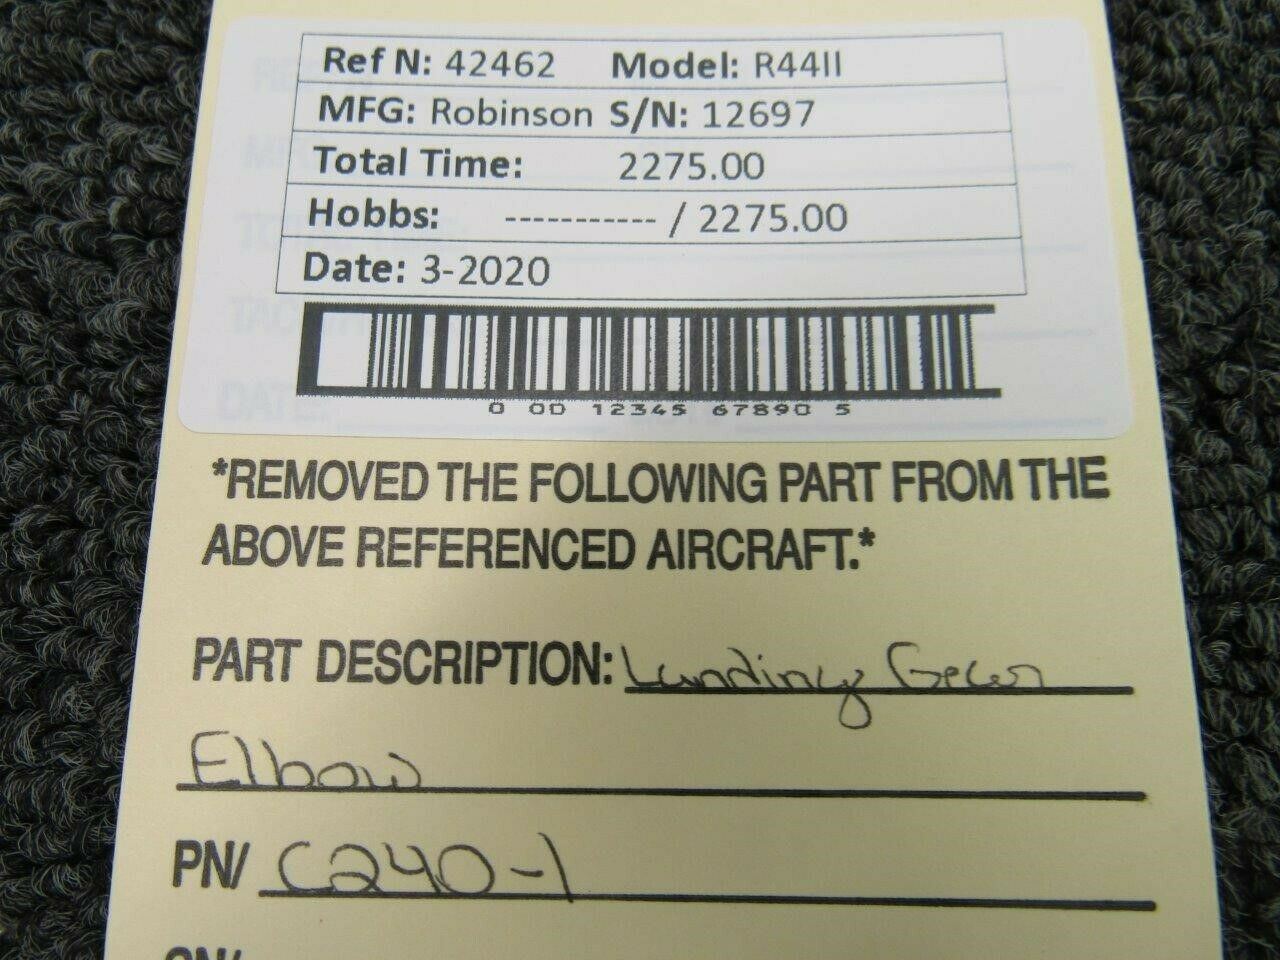 Ref N: 42462 Model: R44II
MFG: Robinson S/N: 12697
Total Time: 2275.00
Hobbs: ----------- / 2275.00
Date: 3-2020
0 00 12345 67890 5
*REMOVED THE FOLLOWING PART FROM THE
ABOVE REFERENCED AIRCRAFT.*
PART DESCRIPTION: Landing Gear
Elbow
PN/ C240-1